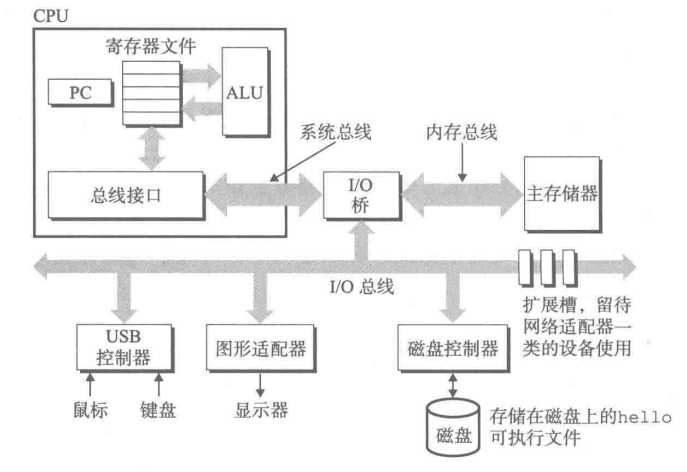 CPU
寄存器文件
PC
ALU
系统总线
内存总线
总线接口
I/O
桥
主存储器
I/O 总线
扩展槽，留待
网络适配器一
类的设备使用
USB
控制器
图形适配器
磁盘控制器
鼠标
键盘
显示器
磁盘
存储在磁盘上的hello
可执行文件